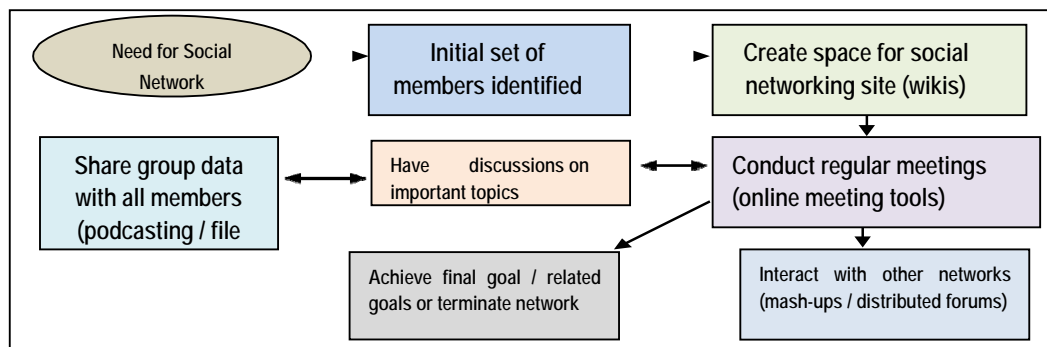 Need for Social
Network
Initial set of
members identified
Create space for social
networking site (wikis)
Share group data
with all members
(podcasting / file
Have discussions on
important topics
Conduct regular meetings
(online meeting tools)
Achieve final goal / related
goals or terminate network
Interact with other networks
(mash-ups / distributed forums)